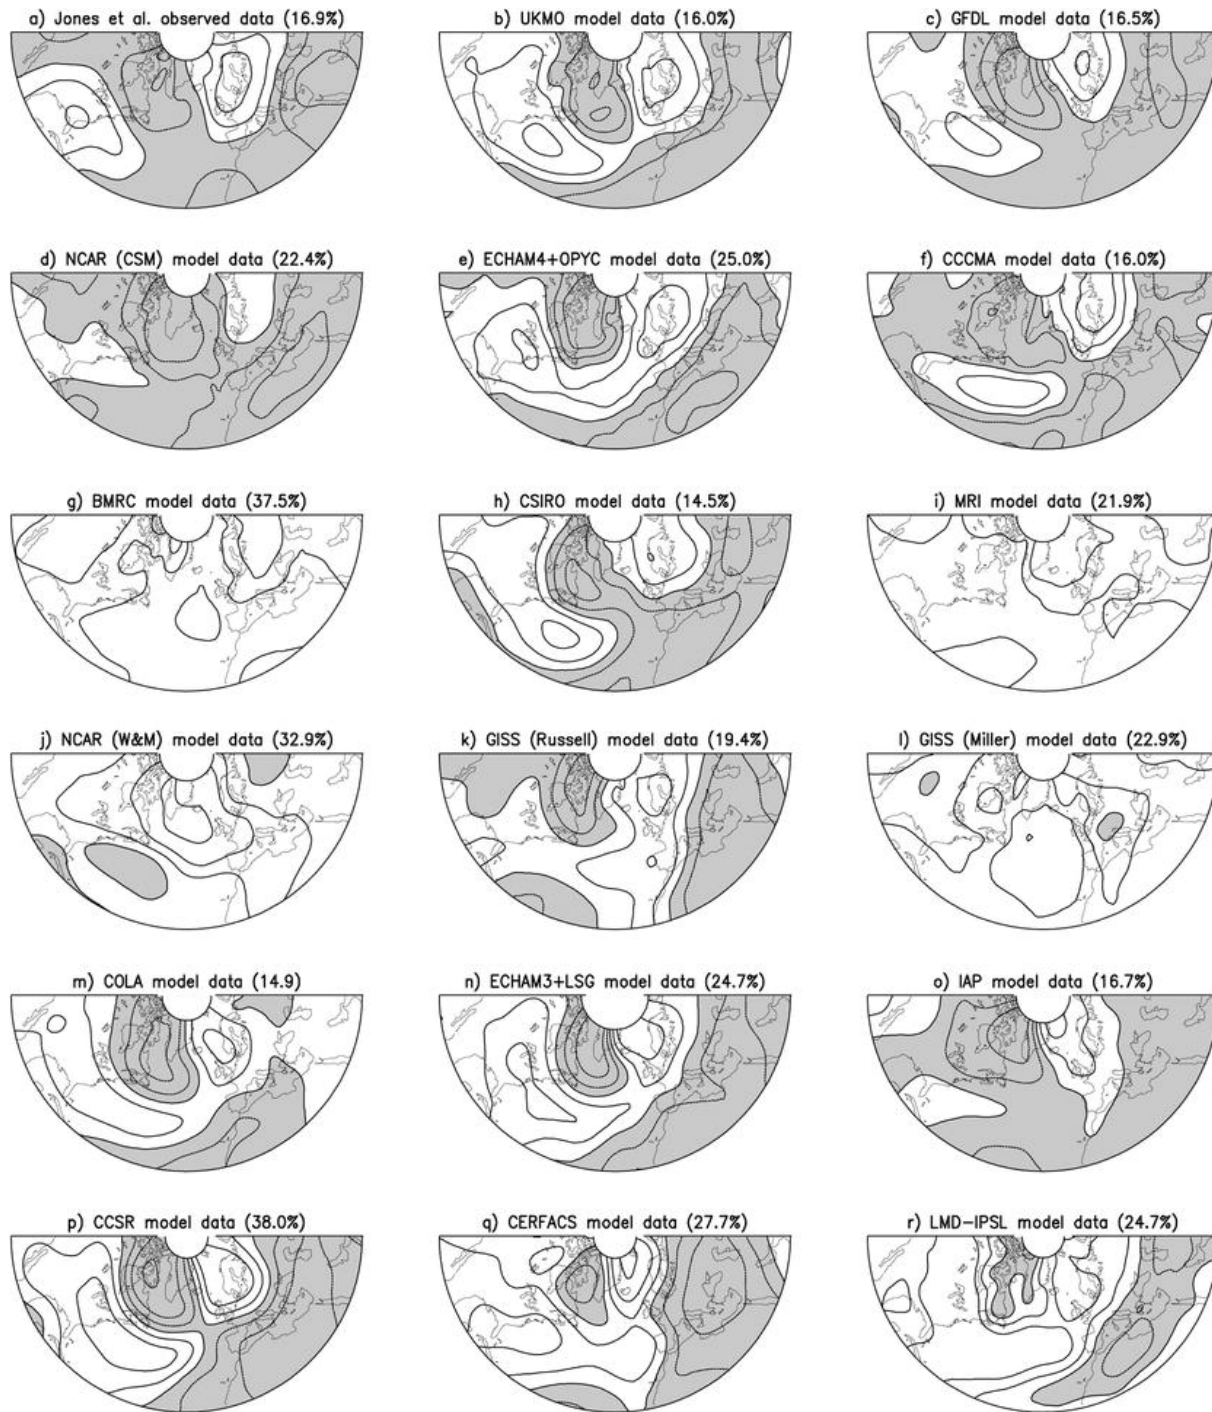 a) Jones et al. observed data (16.9%)
b) UKMO model data (16.0%)
c) GFDL model data (16.5%)
d) NCAR (CSM) model data (22.4%)
e) ECHAM4+OPYC model data (25.0%)
f) CCCMA model data (16.0%)
g) BMRC model data (37.5%)
h) CSIRO model data (14.5%)
i) MRI model data (21.9%)
j) NCAR (W&M) model data (32.9%)
k) GISS (Russell) model data (19.4%)
l) GISS (Miller) model data (22.9%)
m) COLA model data (14.9)
n) ECHAM3+LSG model data (24.7%)
o) IAP model data (16.7%)
p) CCSR model data (38.0%)
q) CERFACS model data (27.7%)
r) LMD-IPSL model data (24.7%)